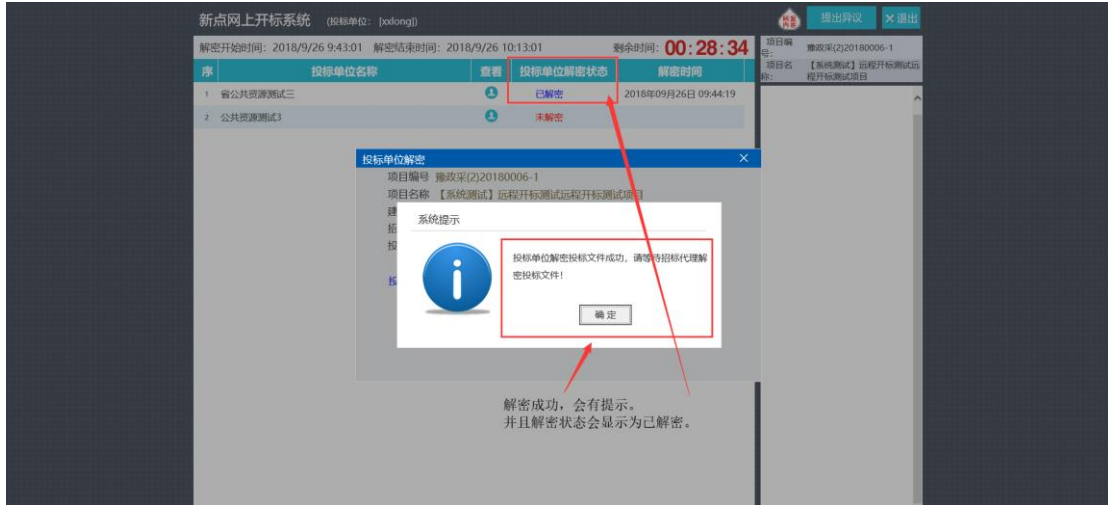 新点网上开标系统 (投标单位: [xxlong])
提出异议
×退出
解密开始时间: 2018/9/26 9:43:01 解密结束时间: 2018/9/26 10:13:01 剩余时间: 00:28:34
项目编号: 豫政采(2)20180006-1
项目名称: 【系统测试】远程开标测试远程开标测试项目
序 投标单位名称 查看 投标单位解密状态 解密时间
1 省公共资源测试三 已解密 2018年09月26日 09:44:19
2 公共资源测试3 未解密
投标单位解密
项目编号 豫政采(2)20180006-1
项目名称 【系统测试】远程开标测试远程开标测试项目
建
招
投
系统提示
投标单位解密投标文件成功, 请等待招标代理解
密投标文件!
确定
解密成功，会有提示。
并且解密状态会显示为已解密。